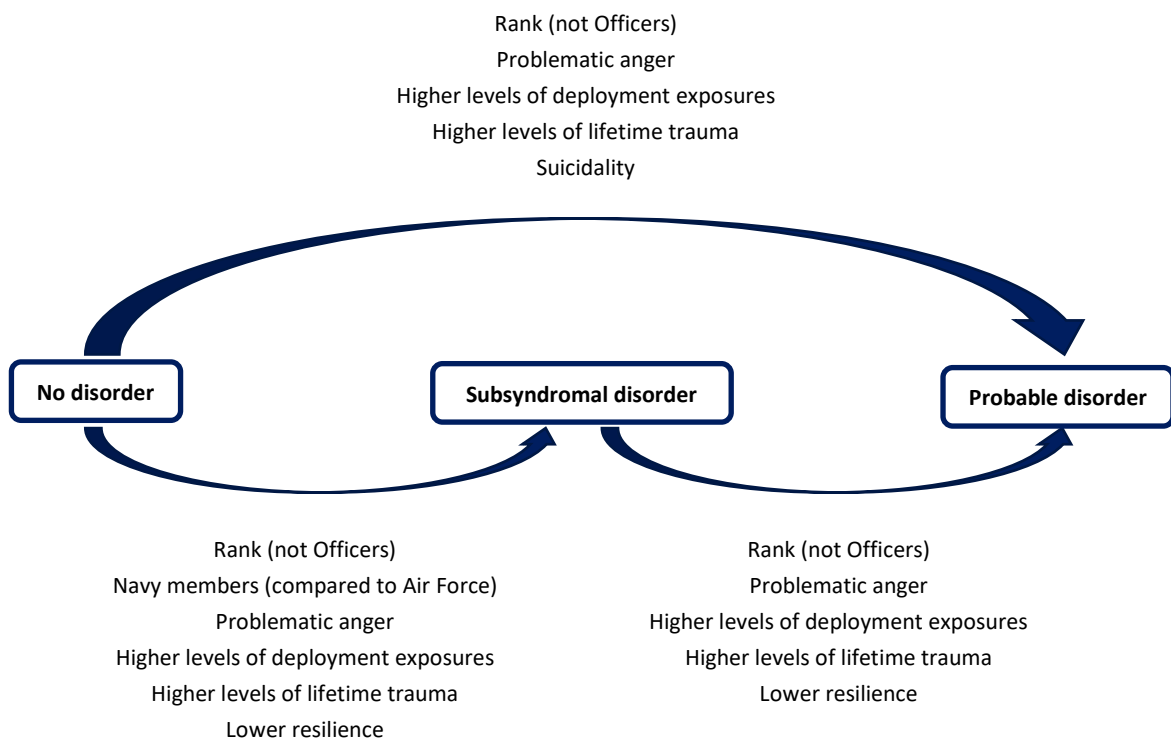 Rank (not Officers)
Problematic anger
Higher levels of deployment exposures
Higher levels of lifetime trauma
Suicidality
No disorder
Subsyndromal disorder
Probable disorder
Rank (not Officers)
Navy members (compared to Air Force)
Problematic anger
Higher levels of deployment exposures
Higher levels of lifetime trauma
Lower resilience
Rank (not Officers)
Problematic anger
Higher levels of deployment exposures
Higher levels of lifetime trauma
Lower resilience